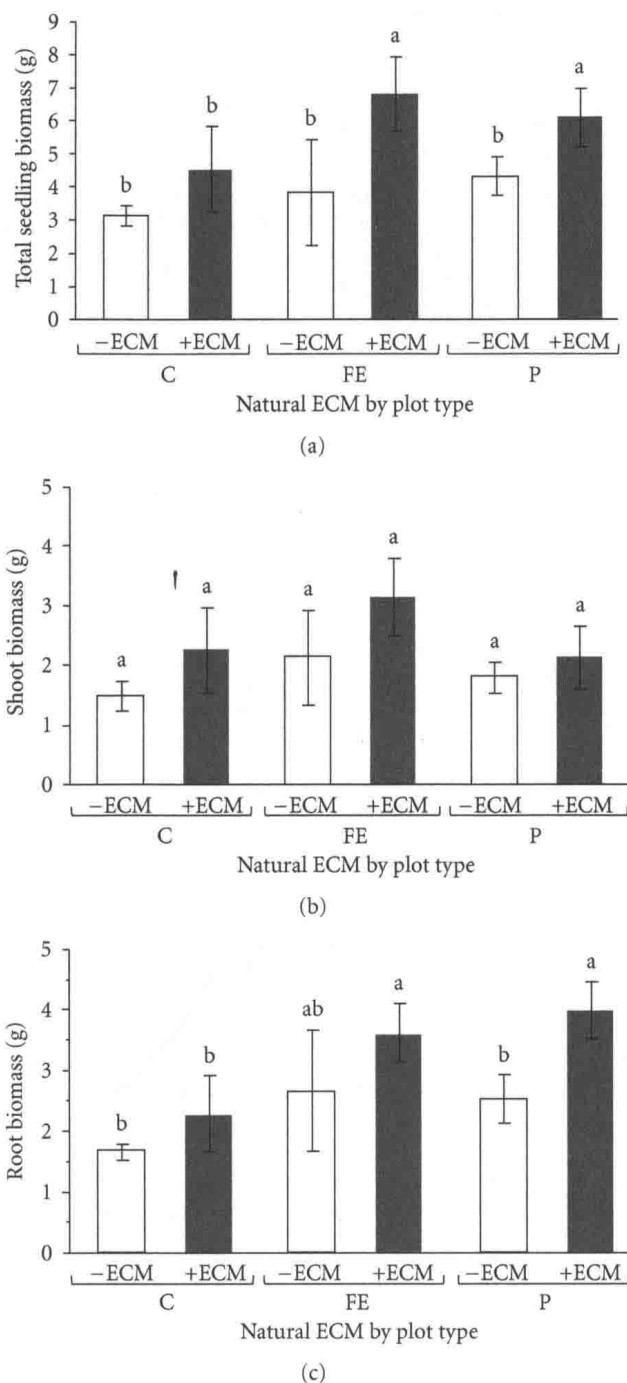 9
8
7
6
5
4
3
2
1
0
Total seedling biomass (g)
b b b a b a
−ECM +ECM −ECM +ECM −ECM +ECM
C FE P
Natural ECM by plot type
(a)
5
4
3
2
1
0
Shoot biomass (g)
a a a a a a
−ECM +ECM −ECM +ECM −ECM +ECM
C FE P
Natural ECM by plot type
(b)
5
4
3
2
1
0
Root biomass (g)
b b ab a b a
−ECM +ECM −ECM +ECM −ECM +ECM
C FE P
Natural ECM by plot type
(c)